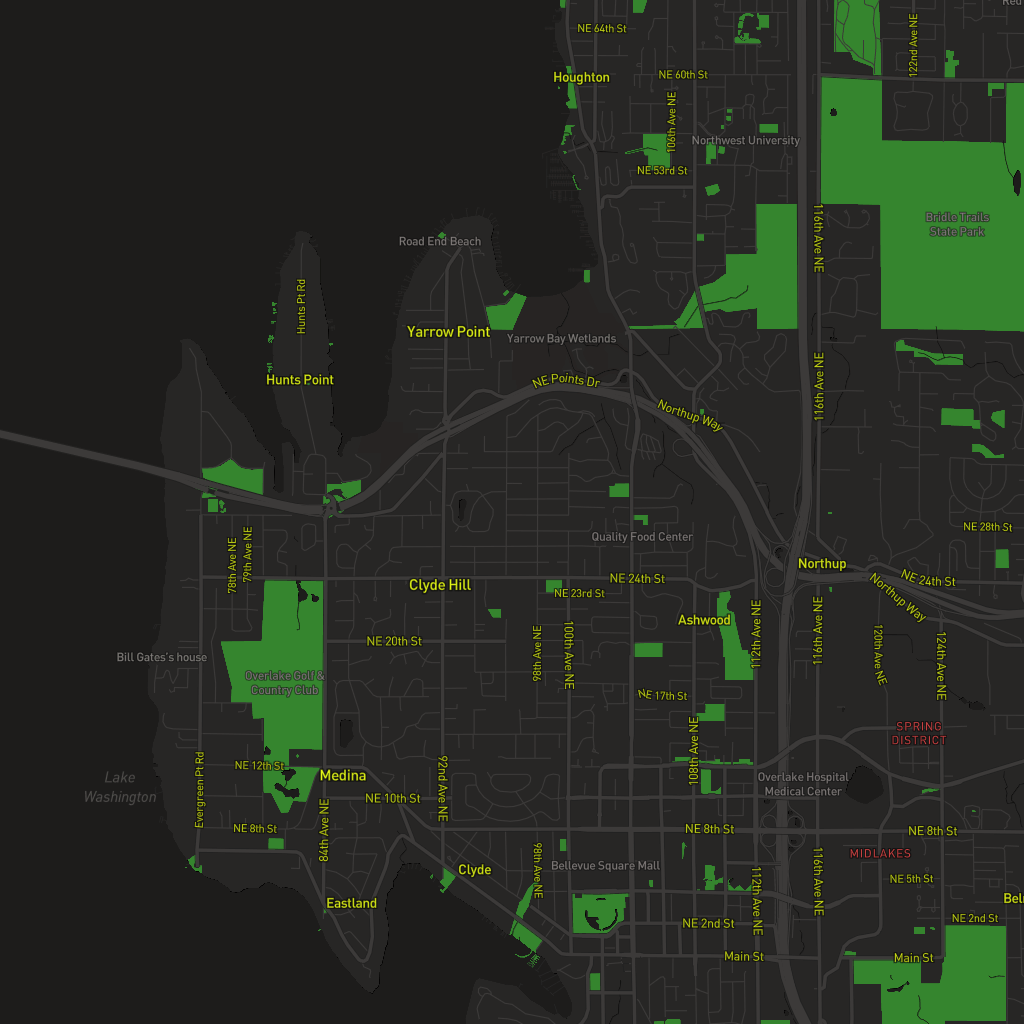 Red
NE 64th St
122nd Ave NE
Houghton
NE 60th St
106th Ave NE
Northwest University
NE 53rd St
116th Ave NE
Bridle Trails
State Park
Road End Beach
Hunts Pt Rd
Yarrow Point
Yarrow Bay Wetlands
Hunts Point
NE Points Dr
116th Ave NE
Northup Way
NE 28th St
Quality Food Center
78th Ave NE
79th Ave NE
Northup
NE 24th St
Clyde Hill
NE 24th St
NE 23rd St
Northup Way
Ashwood
112th Ave NE
116th Ave NE
100th Ave NE
98th Ave NE
120th Ave NE
124th Ave NE
NE 20th St
Bill Gates's house
Overlake Golf &
Country Club
NE 17th St
SPRING
DISTRICT
108th Ave NE
NE 12th St
Medina
Lake
Washington
Evergreen Pt Rd
92nd Ave NE
Overlake Hospital
Medical Center
NE 10th St
NE 8th St
84th Ave NE
NE 8th St
NE 8th St
MIDLAKES
Clyde
98th Ave NE
Bellevue Square Mall
112th Ave NE
116th Ave NE
NE 5th St
Eastland
NE 2nd St
NE 2nd St
Main St
Main St